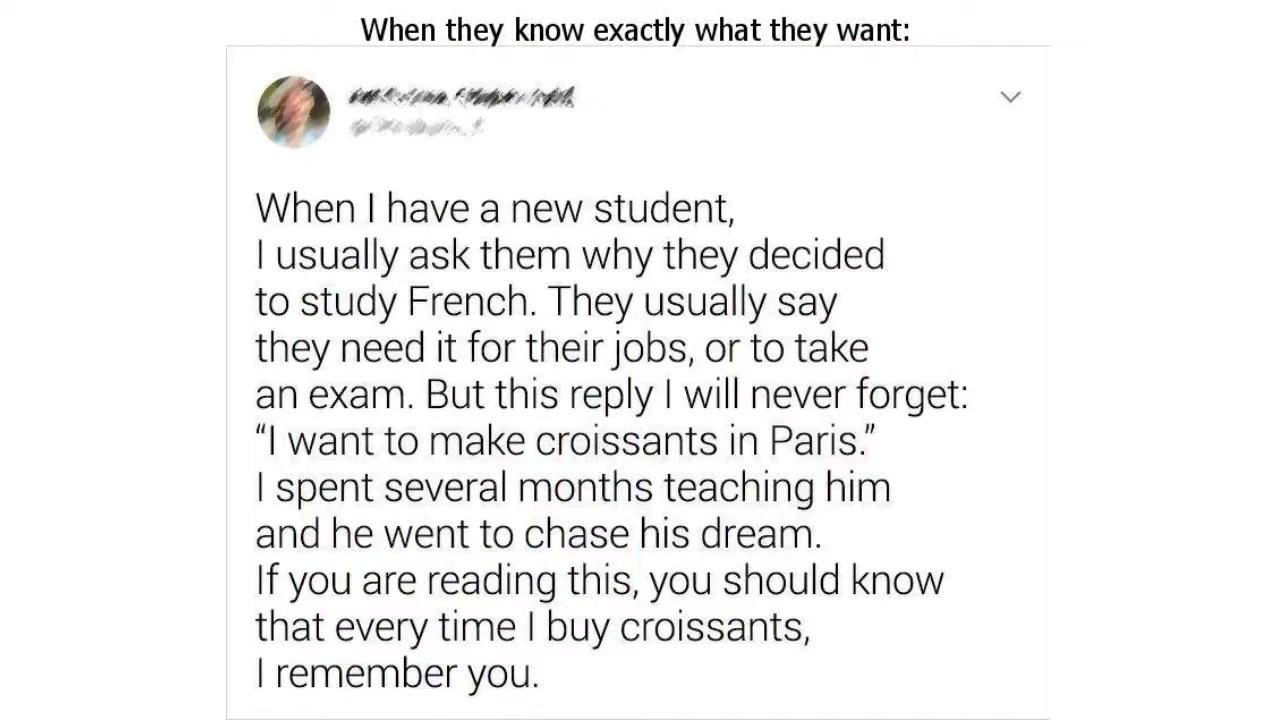 When they know exactly what they want:
When I have a new student,
I usually ask them why they decided
to study French. They usually say
they need it for their jobs, or to take
an exam. But this reply I will never forget:
“I want to make croissants in Paris.”
I spent several months teaching him
and he went to chase his dream.
If you are reading this, you should know
that every time I buy croissants,
I remember you.